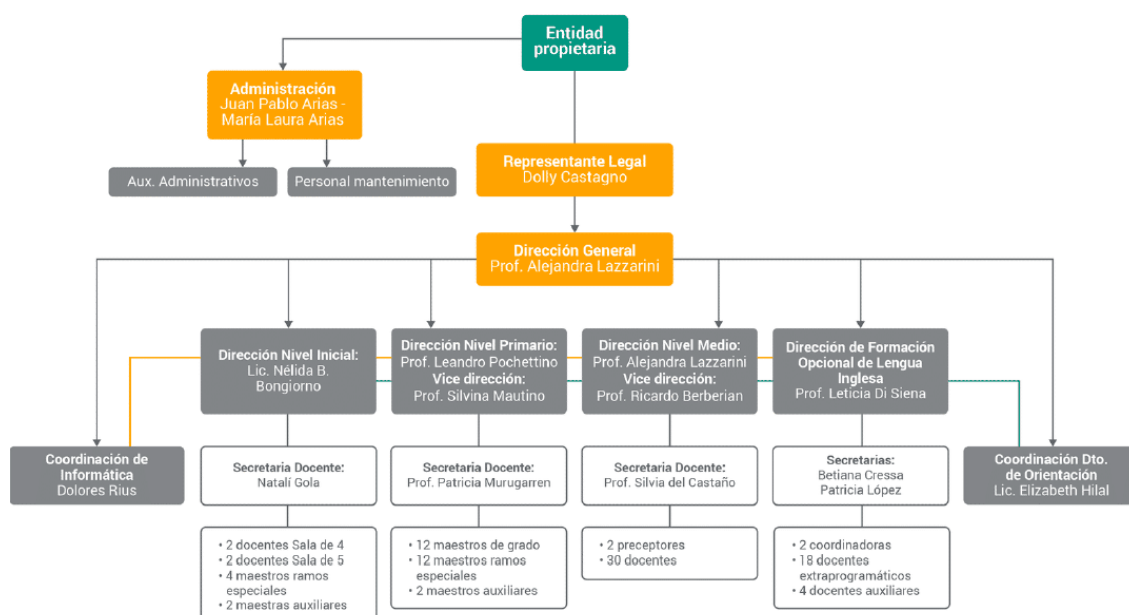 Entidad
propietaria
Administración
Juan Pablo Arias -
María Laura Arias
Aux. Administrativos
Personal mantenimiento
Representante Legal
Dolly Castagno
Dirección General
Prof. Alejandra Lazzarini
Dirección Nivel Inicial:
Lic. Nélida B.
Bongiorno
Dirección Nivel Primario:
Prof. Leandro Pochettino
Vice dirección:
Prof. Silvina Mautino
Dirección Nivel Medio:
Prof. Alejandra Lazzarini
Vice dirección:
Prof. Ricardo Berberian
Dirección de Formación
Opcional de Lengua
Inglesa
Prof. Leticia Di Siena
Coordinación de
Informática
Dolores Rius
Secretaria Docente:
Natalí Gola
Secretaria Docente:
Prof. Patricia Murugarren
Secretaria Docente:
Prof. Silvia del Castaño
Secretarias:
Betiana Cressa
Patricia López
Coordinación Dto.
de Orientación
Lic. Elizabeth Hilal
• 2 docentes Sala de 4
• 2 docentes Sala de 5
• 4 maestros ramos
especiales
• 2 maestras auxiliares
• 12 maestros de grado
• 12 maestros ramos
especiales
• 2 maestros auxiliares
• 2 preceptores
• 30 docentes
• 2 coordinadoras
• 18 docentes
extraprogramáticos
• 4 docentes auxiliares